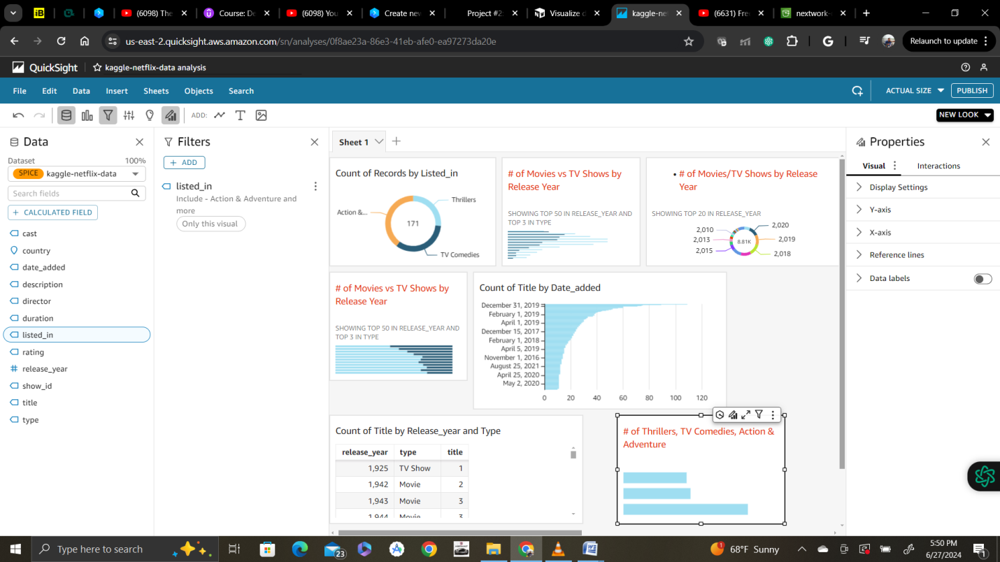 iB
(6098) The
Course: De
(6098) You
Create new
Project #2:
Visualize d
kaggle-net
(6631) Fre
nextwork-
us-east-2.quicksight.aws.amazon.com/sn/analyses/0f8ae23a-86e3-41eb-afe0-ea97273da20e
Relaunch to update
QuickSight
kaggle-netflix-data analysis
File Edit Data Insert Sheets Objects Search
ACTUAL SIZE
PUBLISH
ADD:
NEW LOOK
Data
Dataset
100%
SPICE kaggle-netflix-data
Search fields
+ CALCULATED FIELD
cast
country
date_added
description
director
duration
listed_in
rating
release_year
show_id
title
type
Filters
+ ADD
listed_in
Include - Action & Adventure and
more
Only this visual
Sheet 1
Count of Records by Listed_in
Thrillers
Action &...
171
TV Comedies
# of Movies vs TV Shows by
Release Year
SHOWING TOP 50 IN RELEASE_YEAR AND
TOP 3 IN TYPE
• # of Movies/TV Shows by Release
Year
SHOWING TOP 20 IN RELEASE_YEAR
2,010
2,013
2,015
8.81K
2,020
2,019
2,018
# of Movies vs TV Shows by
Release Year
SHOWING TOP 50 IN RELEASE_YEAR AND
TOP 3 IN TYPE
Count of Title by Date_added
December 31, 2019
February 1, 2019
April 1, 2019
December 15, 2017
February 1, 2018
April 5, 2019
November 1, 2016
August 25, 2021
April 25, 2020
May 2, 2020
0 20 40 60 80 100 120
Count of Title by Release_year and Type
release_year type title
1,925 TV Show 1
1,942 Movie 2
1,943 Movie 3
1,944 Movie 3
# of Thrillers, TV Comedies, Action &
Adventure
Properties
Visual
Interactions
Display Settings
Y-axis
X-axis
Reference lines
Data labels
Type here to search
23
1
68°F Sunny
5:50 PM
6/27/2024
1